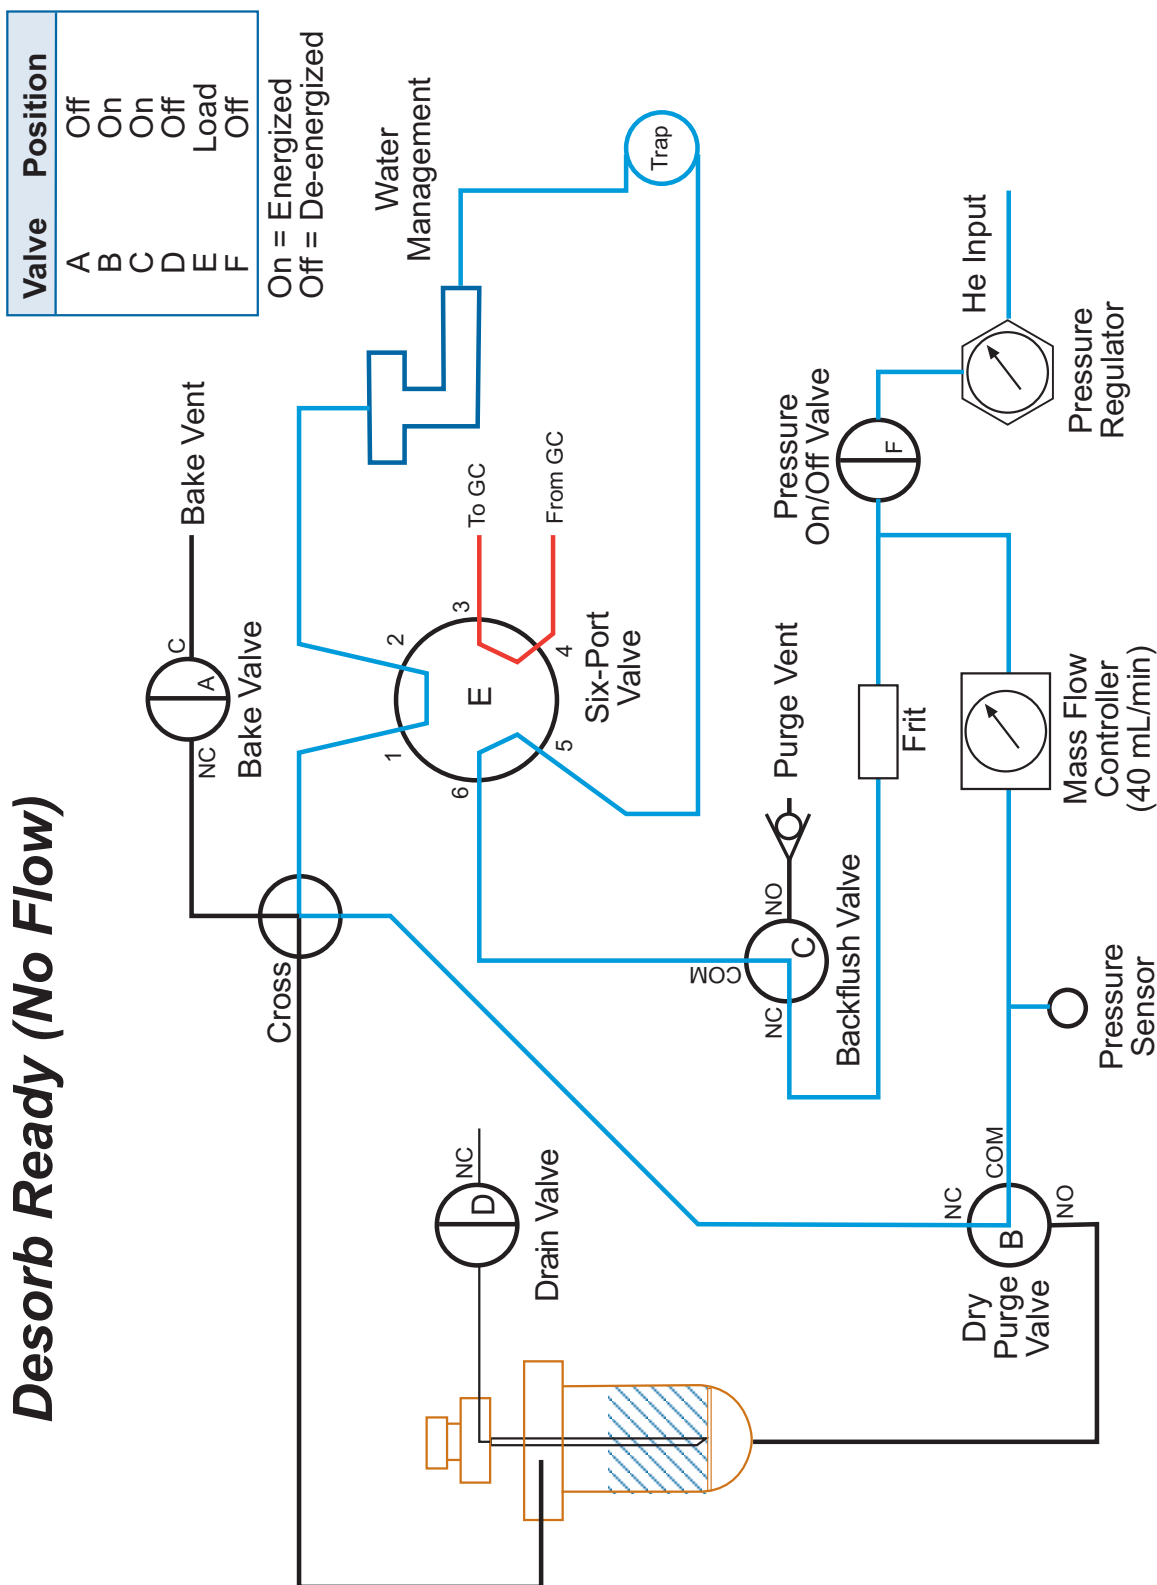 Desorb Ready (No Flow)
Valve Position
A Off
B On
C On
D Off
E Load
F Off
On = Energized
Off = De-energized
Bake Vent
C
A
NC
Bake Valve
Cross
Water
Management
Trap
2
1
3
4
5
6
E
To GC
From GC
Six-Port
Valve
NC
D
Drain Valve
COM
NO
NC
C
Purge Vent
Backflush Valve
Pressure
On/Off Valve
F
He Input
Pressure
Regulator
Frit
Mass Flow
Controller
(40 mL/min)
Pressure
Sensor
NC
COM
NO
B
Dry
Purge
Valve